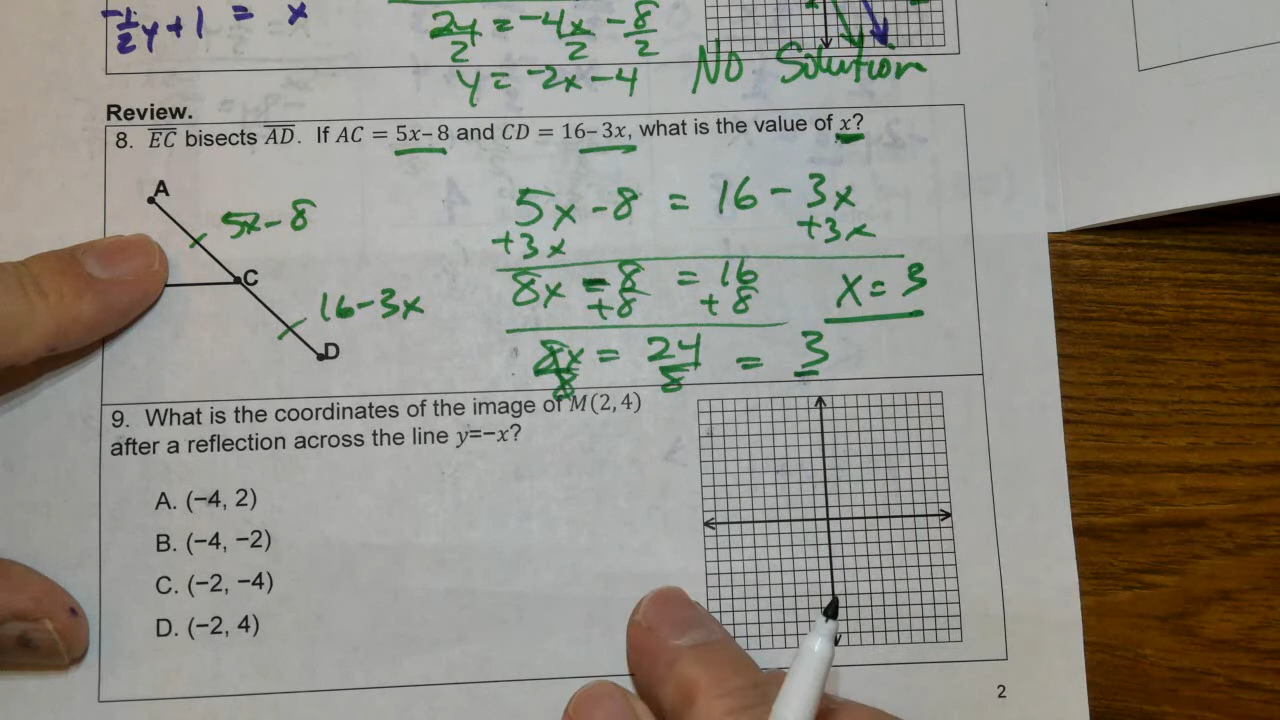 -1/2 y + 1 = x
2y/2 = -4x/2 - 8/2
y = -2x - 4
No Solution
Review.
8. EC bisects AD. If AC = 5x-8 and CD = 16-3x, what is the value of x?
A
5x-8
C
16-3x
D
5x - 8 = 16 - 3x
+3x +3x
8x - 8 = 16
+8 +8
x = 3
8x/8 = 24/8 = 3
9. What is the coordinates of the image of M(2, 4)
after a reflection across the line y=-x?
A. (-4, 2)
B. (-4, -2)
C. (-2, -4)
D. (-2, 4)
2